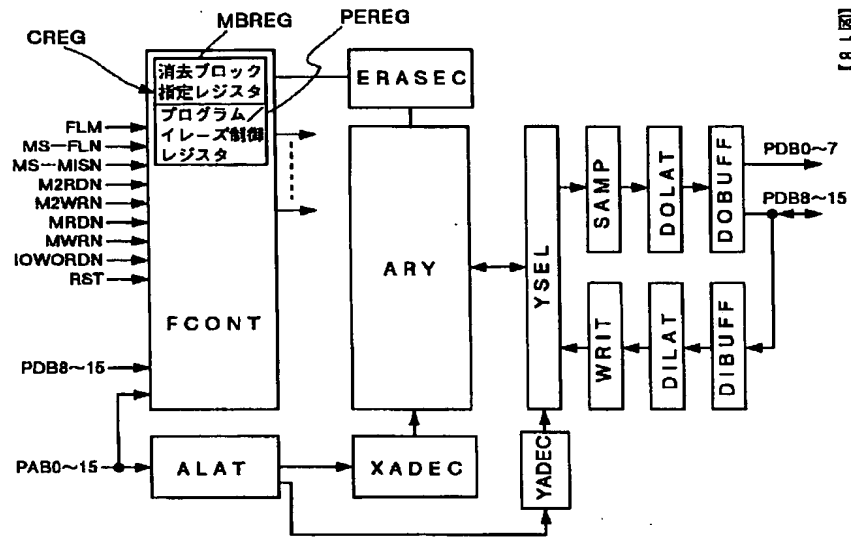 MBREG
PEREG
CREG
消去ブロック
指定レジスタ
プログラム/
イレーズ制御
レジスタ
ERASEC
FLM
MS-FLN
MS-MISN
M2RDN
M2WRN
MRDN
MWRN
IOWORDN
RST
FCONT
PDB8~15
PAB0~15
ALAT
XADEC
YADEC
ARY
YSEL
SAMP
DOLAT
DOBUFF
PDB0~7
PDB8~15
WRIT
DILAT
DIBUFF